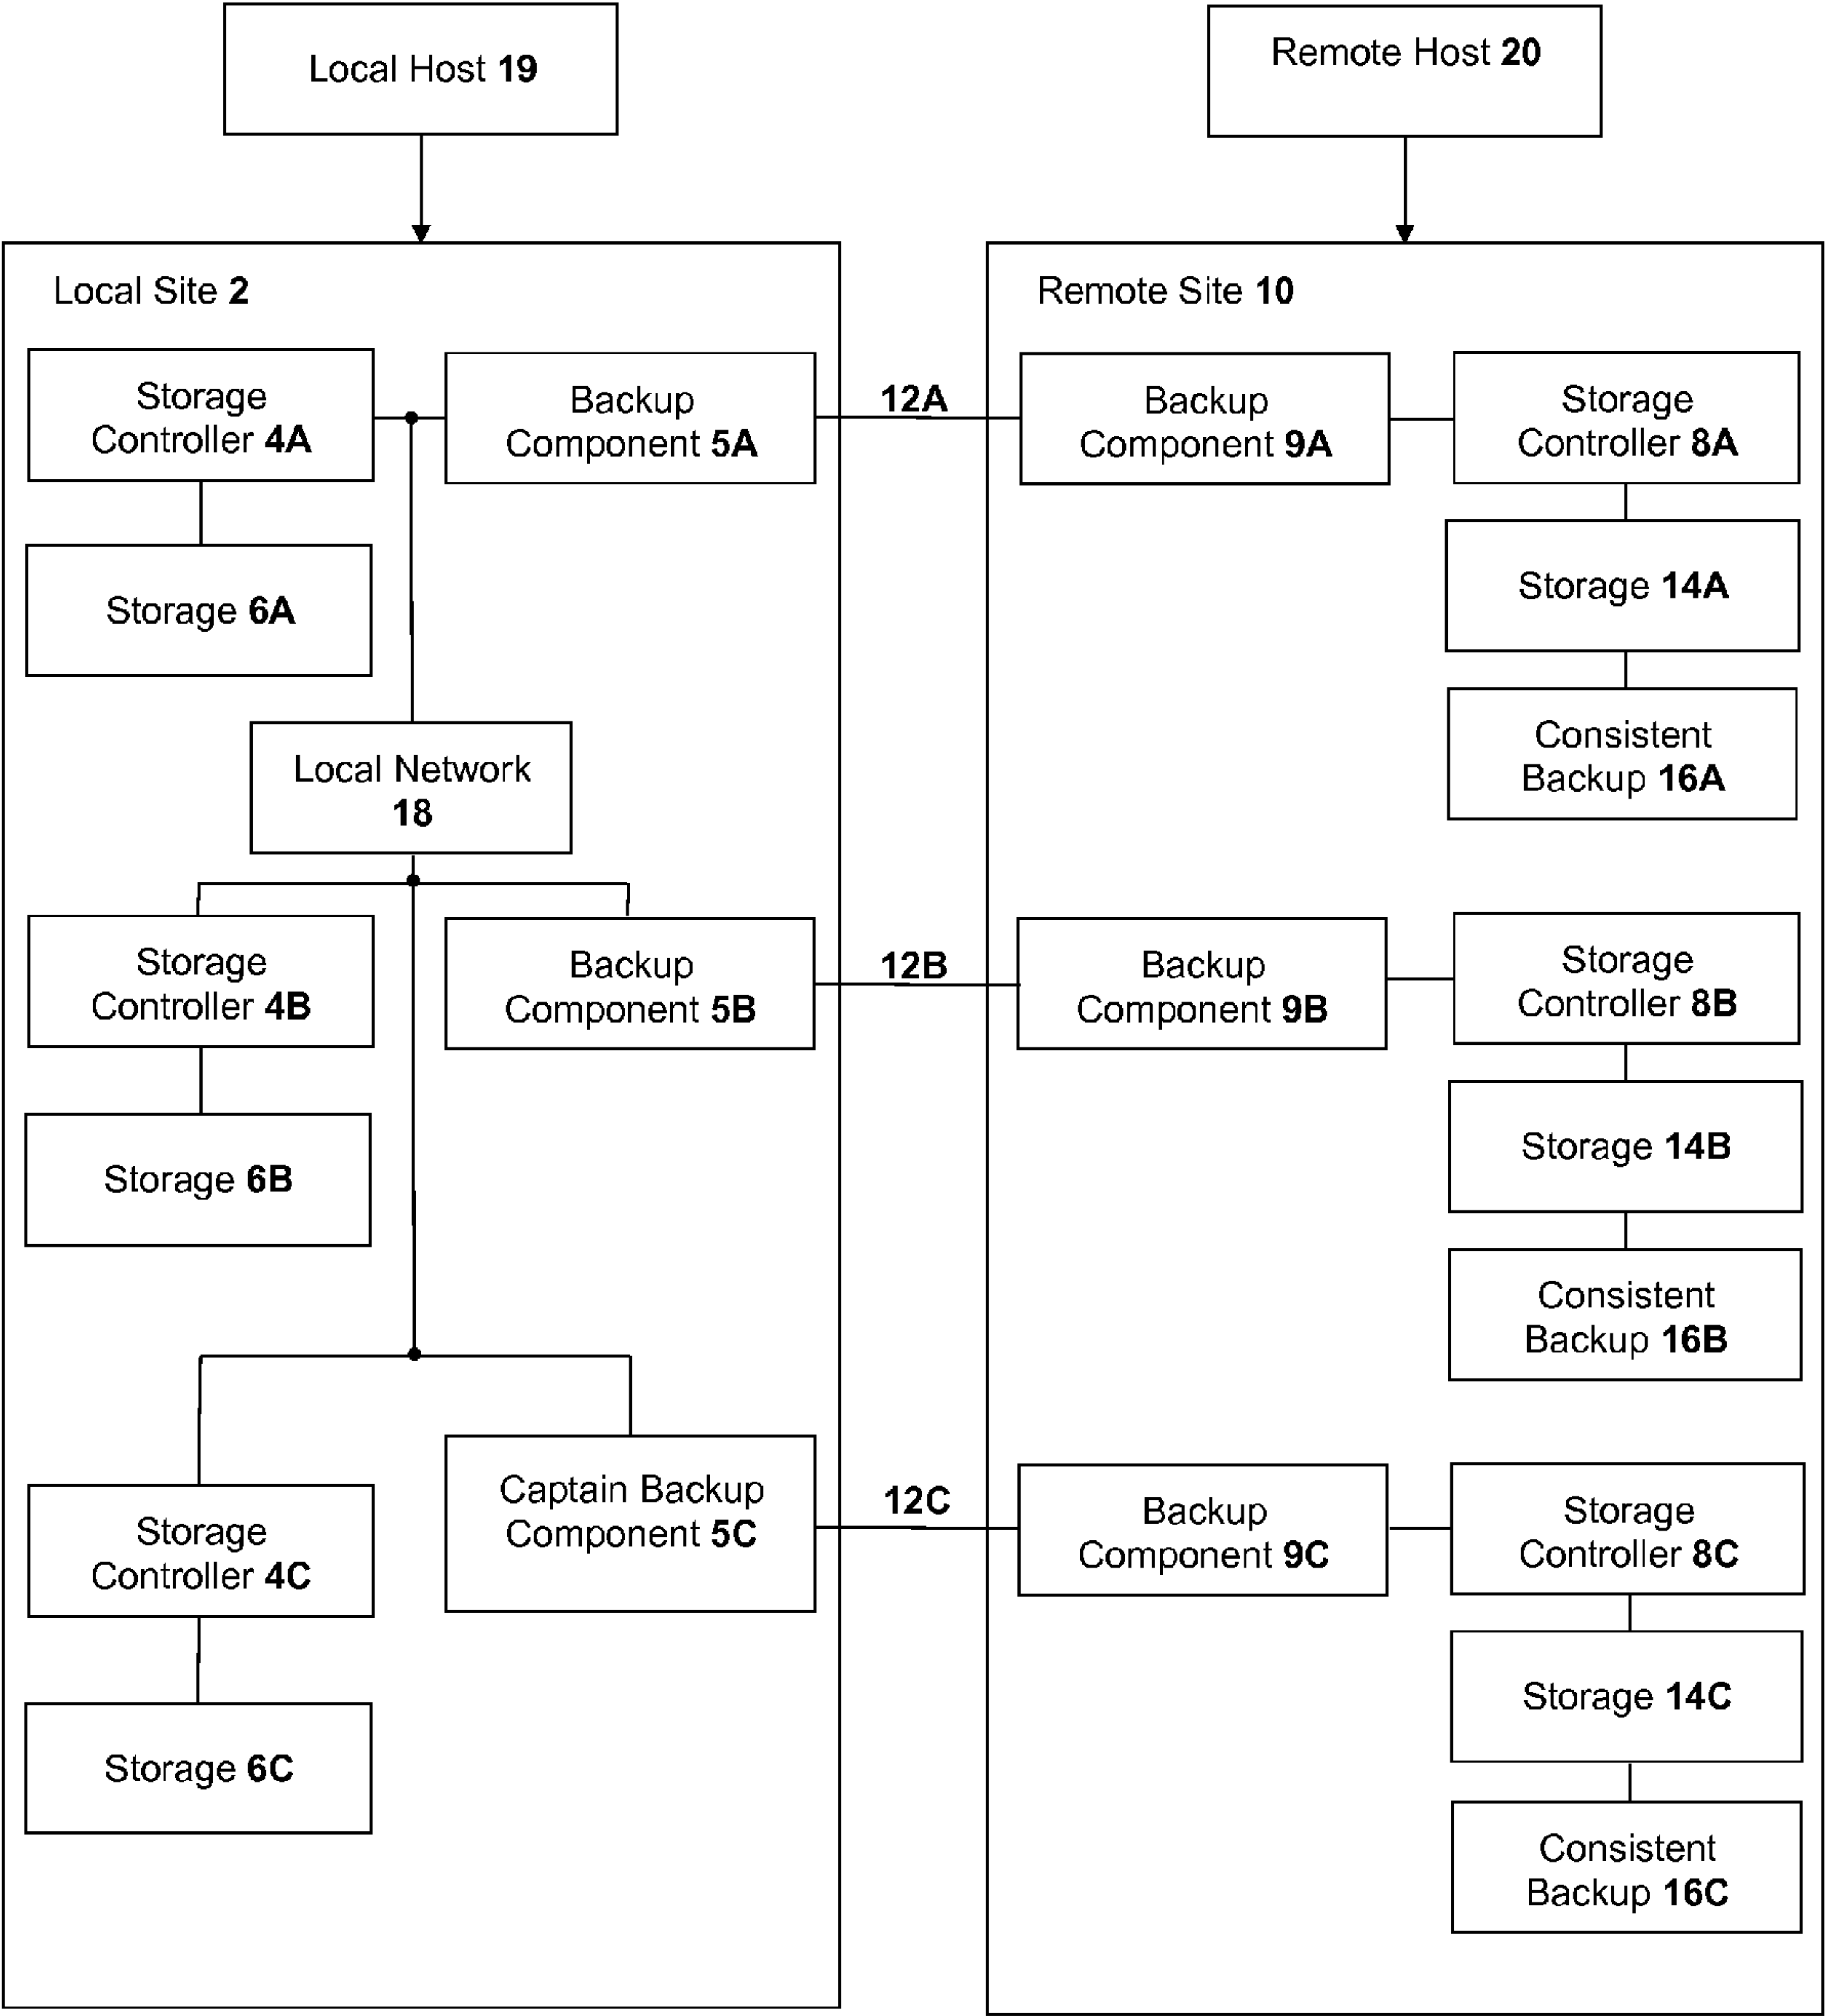 Local Host 19
Remote Host 20
Local Site 2
Remote Site 10
Storage
Controller 4A
Backup
Component 5A
12A
Backup
Component 9A
Storage
Controller 8A
Storage 6A
Storage 14A
Local Network
18
Consistent
Backup 16A
Storage
Controller 4B
Backup
Component 5B
12B
Backup
Component 9B
Storage
Controller 8B
Storage 6B
Storage 14B
Consistent
Backup 16B
Storage
Controller 4C
Captain Backup
Component 5C
12C
Backup
Component 9C
Storage
Controller 8C
Storage 6C
Storage 14C
Consistent
Backup 16C